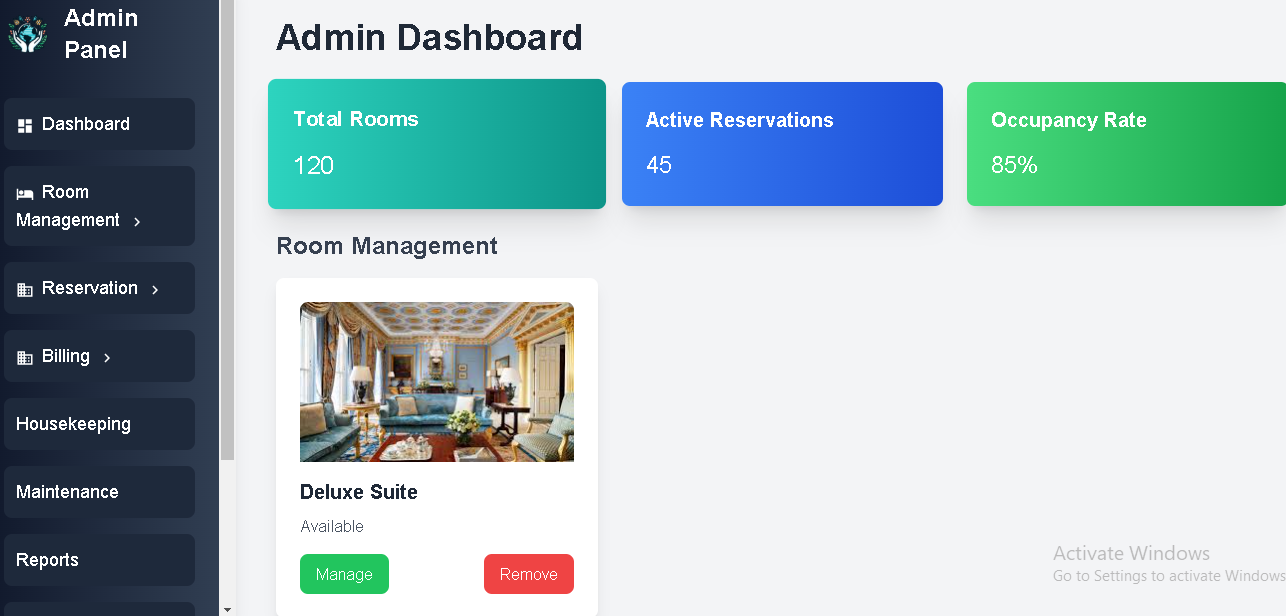 Admin
Panel
Dashboard
Room
Management
Reservation
Billing
Housekeeping
Maintenance
Reports
Admin Dashboard
Total Rooms
120
Active Reservations
45
Occupancy Rate
85%
Room Management
Deluxe Suite
Available
Manage
Remove
Activate Windows
Go to Settings to activate Windows